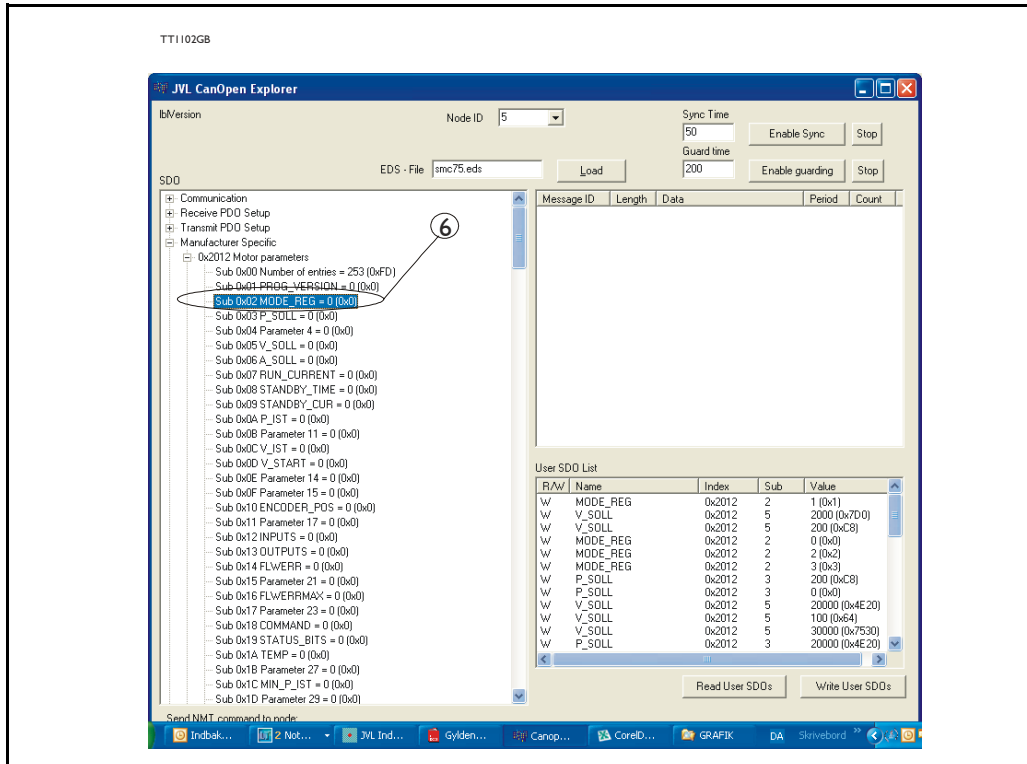 TT1102GB
JVL CanOpen Explorer
lblVersion
Node ID 5
Sync Time
50 Enable Sync Stop
Guard time
EDS - File smc75.eds Load 200 Enable guarding Stop
SDO
Communication
Receive PDO Setup
Transmit PDO Setup
Manufacturer Specific
0x2012 Motor parameters
Sub 0x00 Number of entries = 253 (0xFD)
Sub 0x01 PROG_VERSION = 0 (0x0)
Sub 0x02 MODE_REG = 0 (0x0)
Sub 0x03 P_SOLL = 0 (0x0)
Sub 0x04 Parameter 4 = 0 (0x0)
Sub 0x05 V_SOLL = 0 (0x0)
Sub 0x06 A_SOLL = 0 (0x0)
Sub 0x07 RUN_CURRENT = 0 (0x0)
Sub 0x08 STANDBY_TIME = 0 (0x0)
Sub 0x09 STANDBY_CUR = 0 (0x0)
Sub 0x0A P_IST = 0 (0x0)
Sub 0x0B Parameter 11 = 0 (0x0)
Sub 0x0C V_IST = 0 (0x0)
Sub 0x0D V_START = 0 (0x0)
Sub 0x0E Parameter 14 = 0 (0x0)
Sub 0x0F Parameter 15 = 0 (0x0)
Sub 0x10 ENCODER_POS = 0 (0x0)
Sub 0x11 Parameter 17 = 0 (0x0)
Sub 0x12 INPUTS = 0 (0x0)
Sub 0x13 OUTPUTS = 0 (0x0)
Sub 0x14 FLWERR = 0 (0x0)
Sub 0x15 Parameter 21 = 0 (0x0)
Sub 0x16 FLWERRMAX = 0 (0x0)
Sub 0x17 Parameter 23 = 0 (0x0)
Sub 0x18 COMMAND = 0 (0x0)
Sub 0x19 STATUS_BITS = 0 (0x0)
Sub 0x1A TEMP = 0 (0x0)
Sub 0x1B Parameter 27 = 0 (0x0)
Sub 0x1C MIN_P_IST = 0 (0x0)
Sub 0x1D Parameter 29 = 0 (0x0)
6
Message ID Length Data Period Count
User SDO List
R/W Name Index Sub Value
W MODE_REG 0x2012 2 1 (0x1)
W V_SOLL 0x2012 5 2000 (0x7D0)
W V_SOLL 0x2012 5 200 (0xC8)
W MODE_REG 0x2012 2 0 (0x0)
W MODE_REG 0x2012 2 2 (0x2)
W MODE_REG 0x2012 2 3 (0x3)
W P_SOLL 0x2012 3 200 (0xC8)
W P_SOLL 0x2012 3 0 (0x0)
W V_SOLL 0x2012 5 20000 (0x4E20)
W V_SOLL 0x2012 5 100 (0x64)
W V_SOLL 0x2012 5 30000 (0x7530)
W P_SOLL 0x2012 3 20000 (0x4E20)
Read User SDOs Write User SDOs
Send NMT command to node:
Indbak... 2 Not... JVL Ind... Gylden... Canop... CorelD... GRAFIK DA Skrivebord